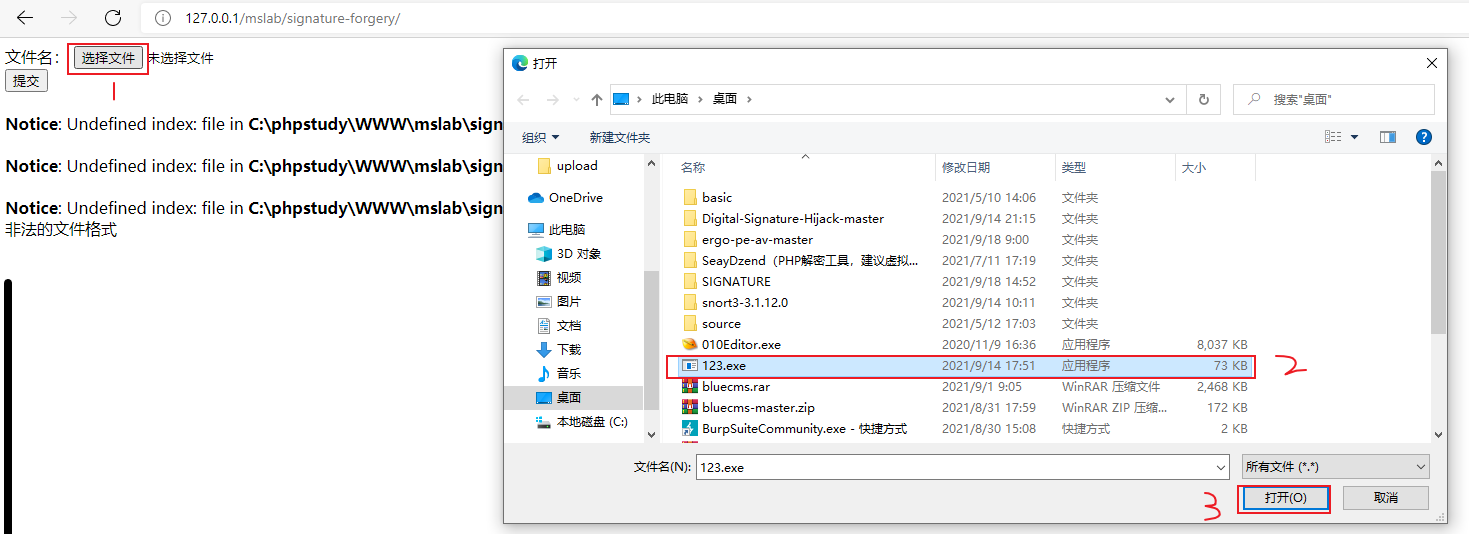 127.0.0.1/mslab/signature-forgery/
文件名： 选择文件 未选择文件
提交
1
Notice: Undefined index: file in C:\phpstudy\WWW\mslab\sign
Notice: Undefined index: file in C:\phpstudy\WWW\mslab\sign
Notice: Undefined index: file in C:\phpstudy\WWW\mslab\sign
非法的文件格式
打开
此电脑 › 桌面 ›
搜索"桌面"
组织 新建文件夹
upload
OneDrive
此电脑
3D 对象
视频
图片
文档
下载
音乐
桌面
本地磁盘 (C:)
名称 修改日期 类型 大小
basic 2021/5/10 14:06 文件夹
Digital-Signature-Hijack-master 2021/9/14 21:15 文件夹
ergo-pe-av-master 2021/9/18 9:00 文件夹
SeayDzend（PHP解密工具，建议虚拟... 2021/7/11 17:19 文件夹
SIGNATURE 2021/9/18 14:52 文件夹
snort3-3.1.12.0 2021/9/14 10:11 文件夹
source 2021/5/12 17:03 文件夹
010Editor.exe 2020/11/9 16:36 应用程序 8,037 KB
123.exe 2021/9/14 17:51 应用程序 73 KB
2
bluecms.rar 2021/9/1 9:05 WinRAR 压缩文件 2,468 KB
bluecms-master.zip 2021/8/31 17:59 WinRAR ZIP 压缩... 172 KB
BurpSuiteCommunity.exe - 快捷方式 2021/8/30 15:08 快捷方式 2 KB
文件名(N): 123.exe 所有文件 (*.*)
3 打开(O) 取消